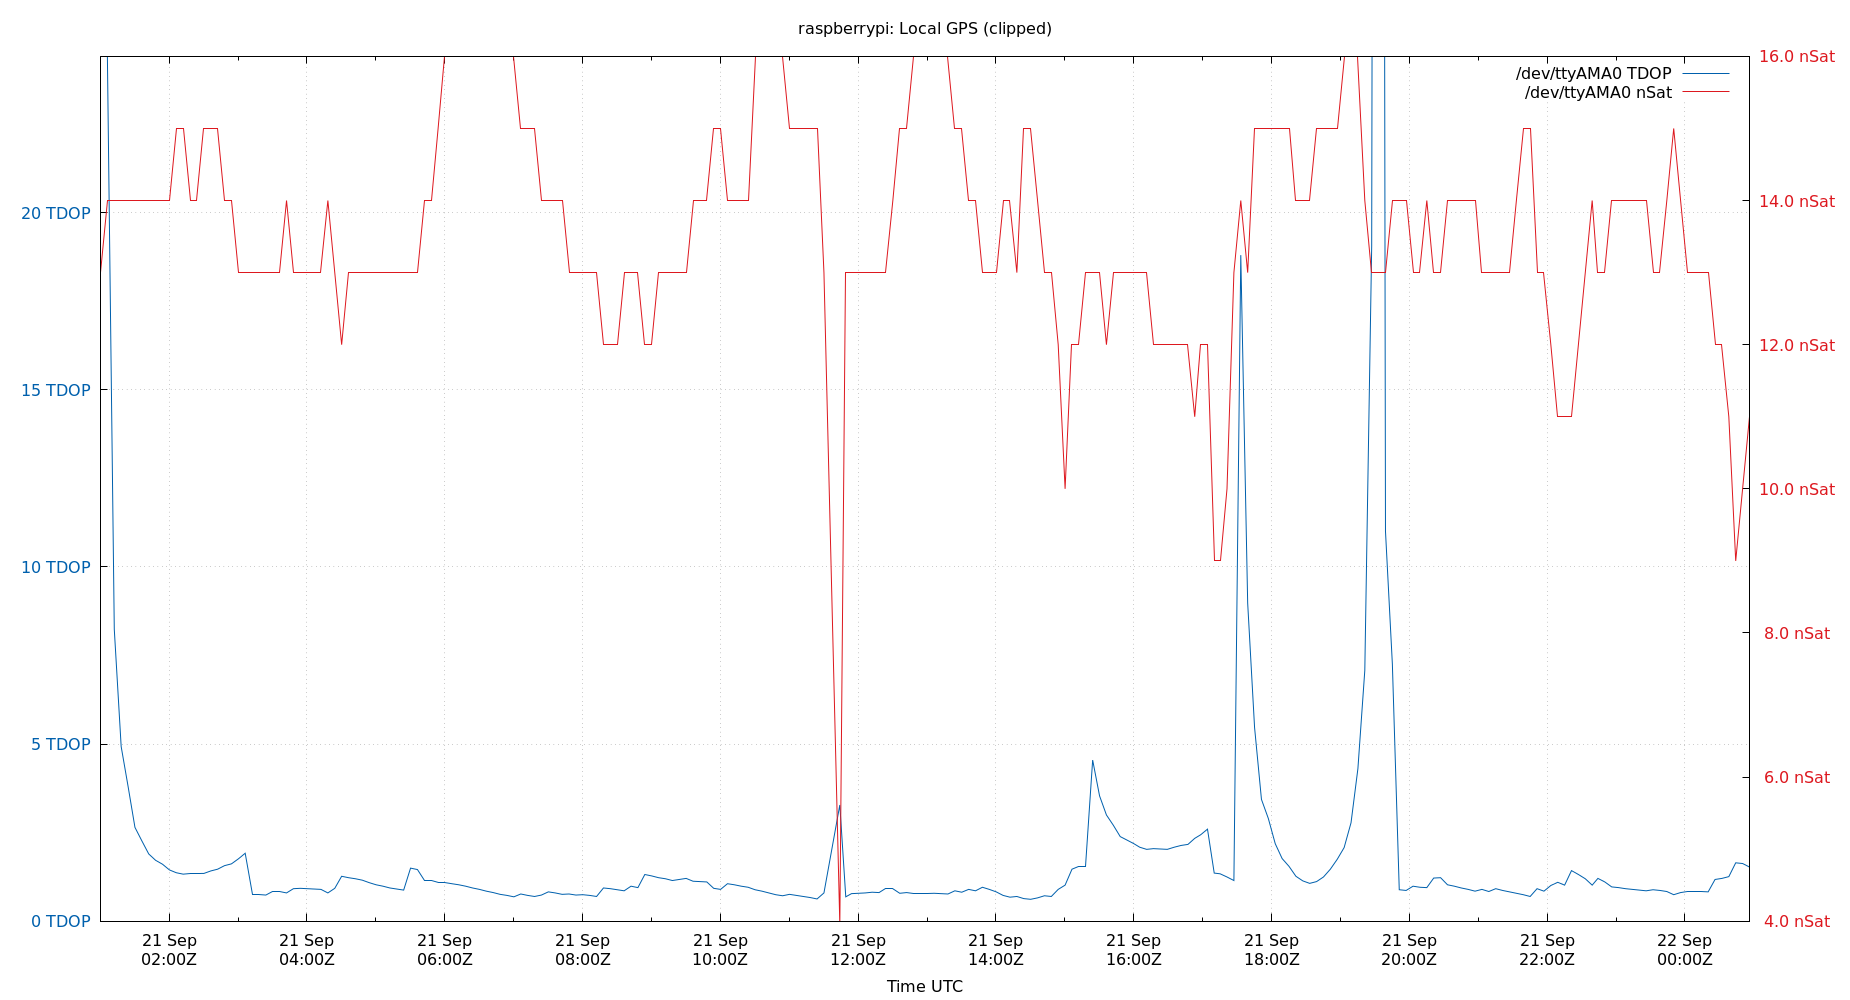 raspberrypi: Local GPS (clipped)
/dev/ttyAMA0 TDOP
/dev/ttyAMA0 nSat
20 TDOP
15 TDOP
10 TDOP
5 TDOP
0 TDOP
16.0 nSat
14.0 nSat
12.0 nSat
10.0 nSat
8.0 nSat
6.0 nSat
4.0 nSat
21 Sep
02:00Z
21 Sep
04:00Z
21 Sep
06:00Z
21 Sep
08:00Z
21 Sep
10:00Z
21 Sep
12:00Z
21 Sep
14:00Z
21 Sep
16:00Z
21 Sep
18:00Z
21 Sep
20:00Z
21 Sep
22:00Z
22 Sep
00:00Z
Time UTC